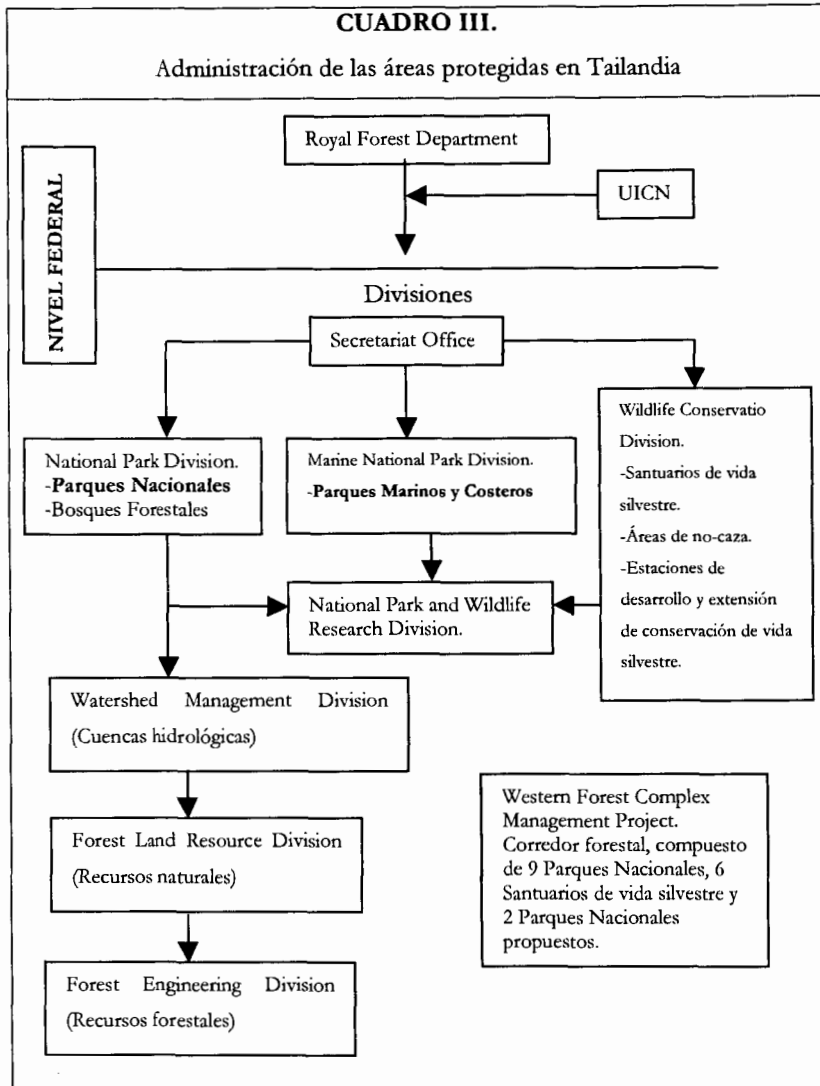 CUADRO III.
Administración de las áreas protegidas en Tailandia
Royal Forest Department
NIVEL FEDERAL
UICN
Divisiones
Secretariat Office
National Park Division.
-Parques Nacionales
-Bosques Forestales
Marine National Park Division.
-Parques Marinos y Costeros
Wildlife Conservatio
Division.
-Santuarios de vida
silvestre.
-Áreas de no-caza.
-Estaciones de
desarrollo y extensión
de conservación de vida
silvestre.
National Park and Wildlife
Research Division.
Watershed Management Division
(Cuencas hidrológicas)
Forest Land Resource Division
(Recursos naturales)
Forest Engineering Division
(Recursos forestales)
Western Forest Complex
Management Project.
Corredor forestal, compuesto
de 9 Parques Nacionales, 6
Santuarios de vida silvestre y
2 Parques Nacionales
propuestos.